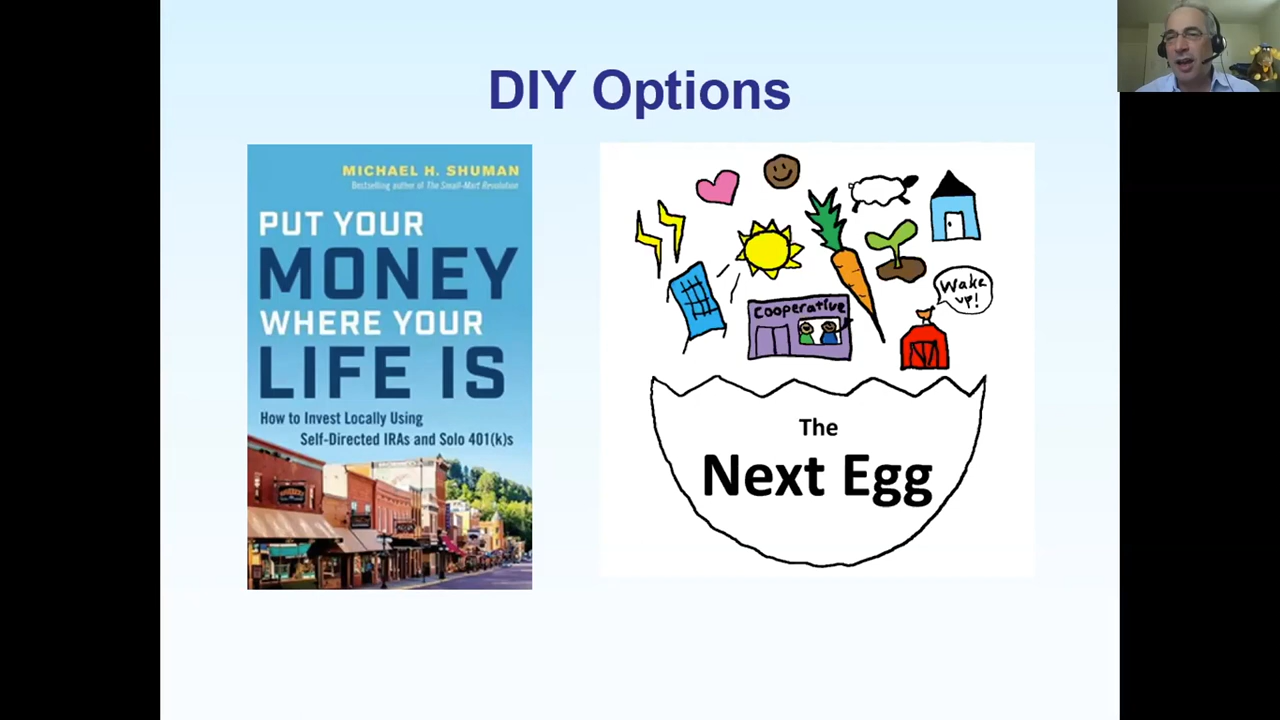 DIY Options
MICHAEL H. SHUMAN
Bestselling author of The Small-Mart Revolution
PUT YOUR
MONEY
WHERE YOUR
LIFE IS
How to Invest Locally Using
Self-Directed IRAs and Solo 401(k)s
Wake
up!
Cooperative
The
Next Egg